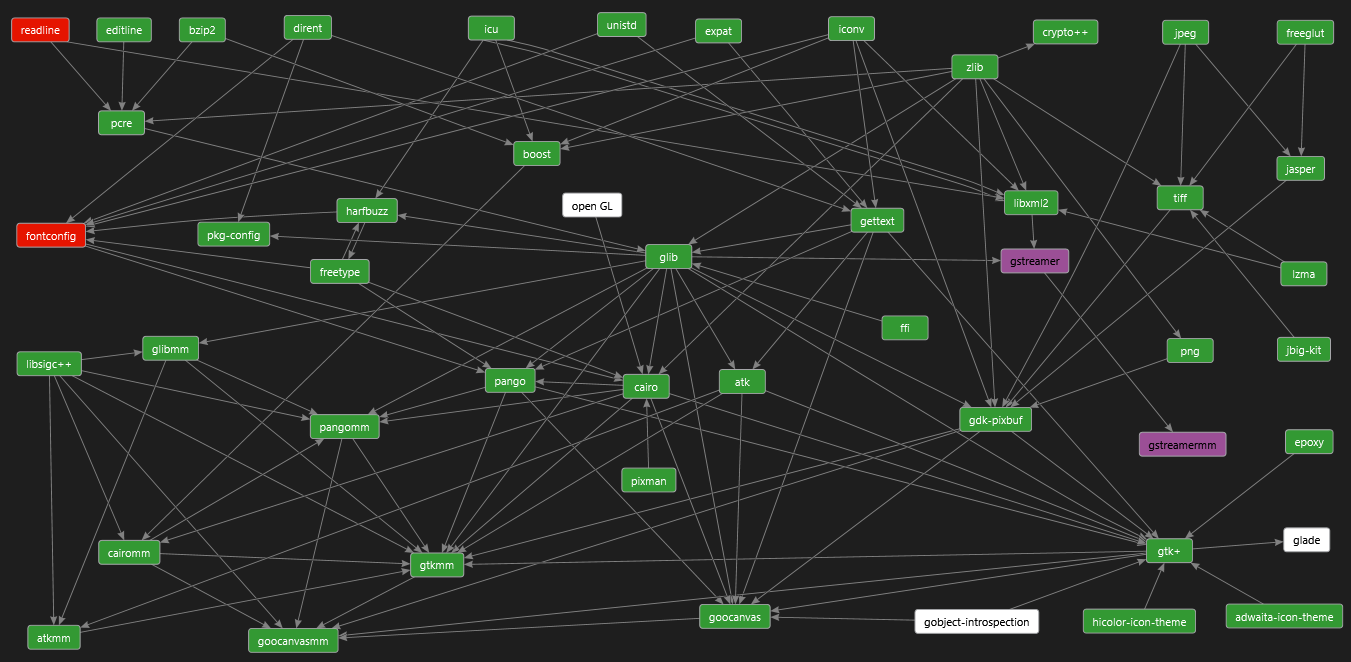 readline
editline
bzip2
dirent
icu
unistd
expat
iconv
crypto++
jpeg
freeglut
zlib
pcre
boost
jasper
tiff
libxml2
open GL
harfbuzz
gettext
fontconfig
pkg-config
glib
gstreamer
freetype
lzma
ffi
glibmm
libsigc++
png
jbig-kit
pango
cairo
atk
pangomm
gdk-pixbuf
gstreamermm
epoxy
pixman
cairomm
gtkmm
gtk+
glade
goocanvas
gobject-introspection
hicolor-icon-theme
adwaita-icon-theme
atkmm
goocanvasmm